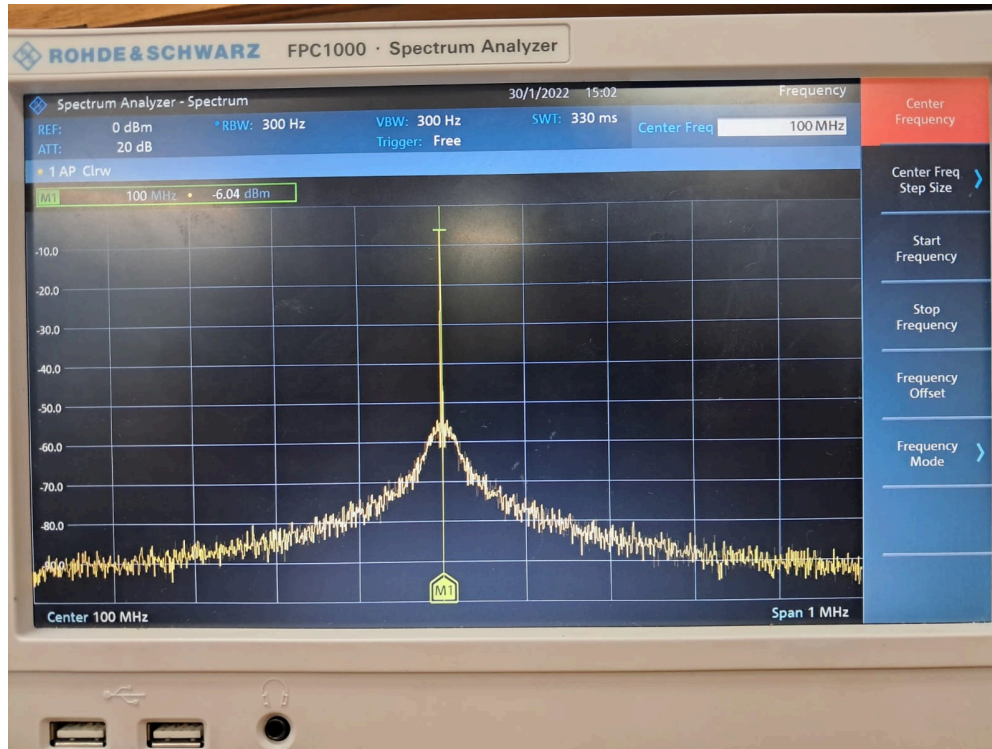 ROHDE&SCHWARZ FPC1000 · Spectrum Analyzer
Spectrum Analyzer - Spectrum 30/1/2022 15:02 Frequency
REF: 0 dBm *RBW: 300 Hz VBW: 300 Hz SWT: 330 ms Center Freq 100 MHz
ATT: 20 dB Trigger: Free
1 AP Clrw
M1 100 MHz -6.04 dBm
-10.0
-20.0
-30.0
-40.0
-50.0
-60.0
-70.0
-80.0
M1
Center 100 MHz Span 1 MHz
Center
Frequency
Center Freq
Step Size
Start
Frequency
Stop
Frequency
Frequency
Offset
Frequency
Mode